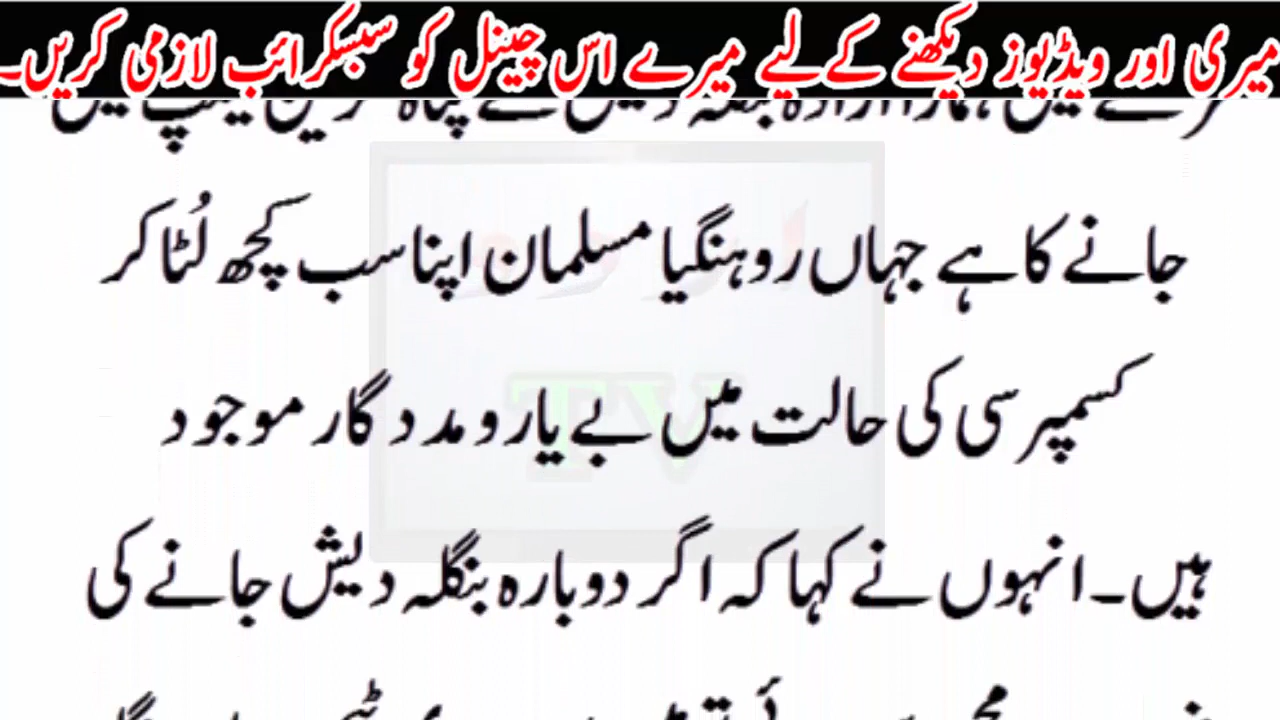 میری اور ویڈیوز دیکھنے کے لیے میرے اس چینل کو سبسکرائب لازمی کریں۔
جانے کا ہے جہاں روہنگیا مسلمان اپنا سب کچھ لُٹا کر
کسمپرسی کی حالت میں بے یار و مددگار موجود
TV
ہیں۔ انہوں نے کہا کہ اگر دوبارہ بنگلہ دیش جانے کی